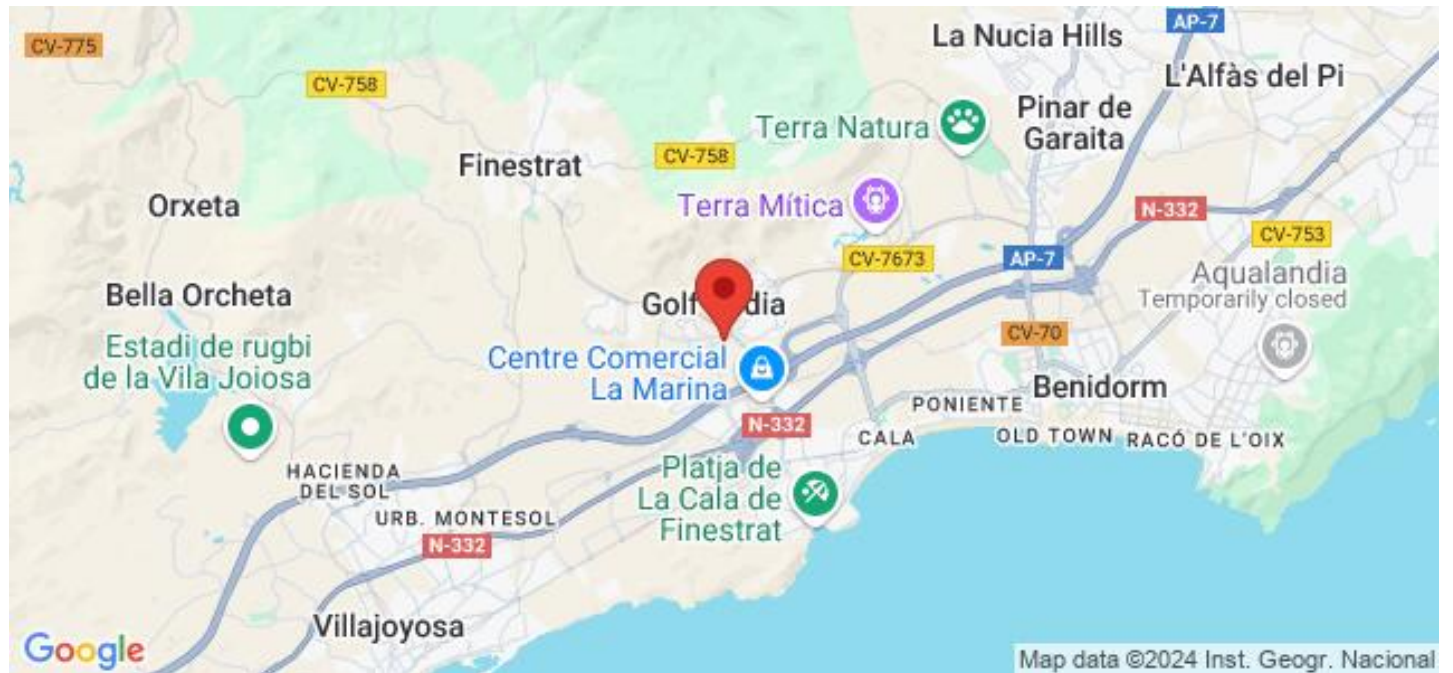 AP-7
La Nucia Hills
CV-775
L'Alfàs del Pi
CV-758
Pinar de
Garaita
Terra Natura
CV-758
Finestrat
Orxeta
Terra Mítica
N-332
CV-753
CV-7673
AP-7
Aqualandia
Temporarily closed
Bella Orcheta
Golf
dia
CV-70
Estadi de rugbi
de la Vila Joiosa
Centre Comercial
La Marina
Benidorm
PONIENTE
N-332
CALA
OLD TOWN
RACÓ DE L'OIX
HACIENDA
DEL SOL
Platja de
La Cala de
Finestrat
URB. MONTESOL
N-332
Villajoyosa
Google
Map data ©2024 Inst. Geogr. Nacional